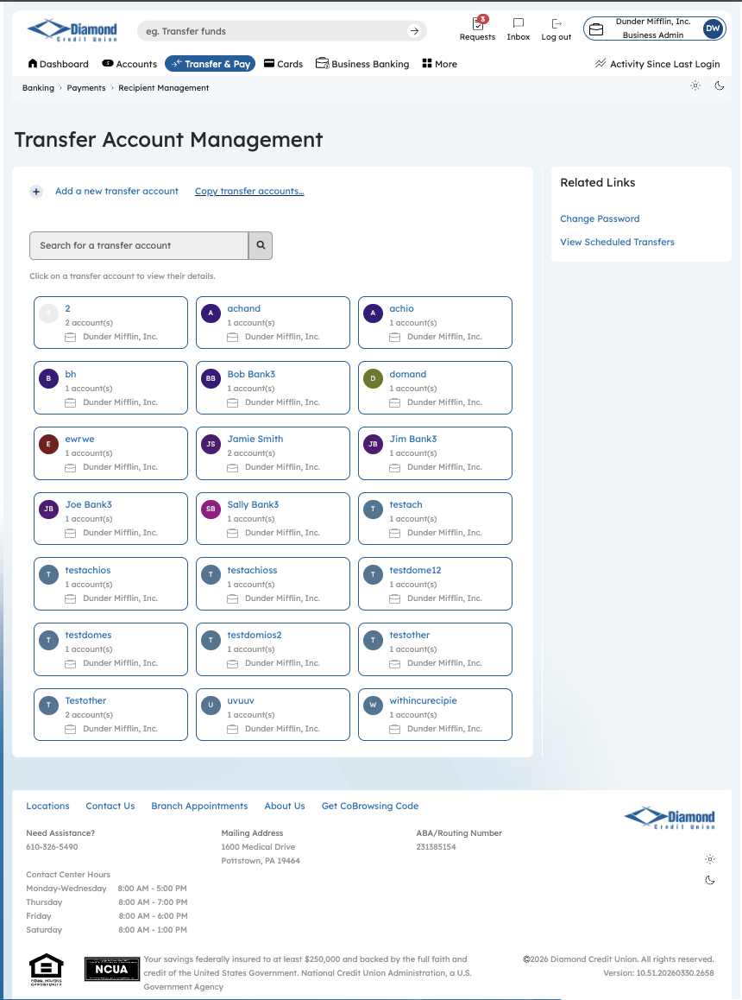 Diamond
Credit Union
eg. Transfer funds
3
Requests
Inbox
Log out
Dunder Mifflin, Inc.
Business Admin
DW
Dashboard
Accounts
Transfer & Pay
Cards
Business Banking
More
Activity Since Last Login
Banking > Payments > Recipient Management
Transfer Account Management
+ Add a new transfer account
Copy transfer accounts...
Related Links
Change Password
View Scheduled Transfers
Search for a transfer account
Click on a transfer account to view their details.
2
2 account(s)
Dunder Mifflin, Inc.
A
achand
1 account(s)
Dunder Mifflin, Inc.
A
achio
1 account(s)
Dunder Mifflin, Inc.
B
bh
1 account(s)
Dunder Mifflin, Inc.
BB
Bob Bank3
1 account(s)
Dunder Mifflin, Inc.
D
domand
1 account(s)
Dunder Mifflin, Inc.
E
ewrwe
1 account(s)
Dunder Mifflin, Inc.
JS
Jamie Smith
2 account(s)
Dunder Mifflin, Inc.
JB
Jim Bank3
1 account(s)
Dunder Mifflin, Inc.
JB
Joe Bank3
1 account(s)
Dunder Mifflin, Inc.
SB
Sally Bank3
1 account(s)
Dunder Mifflin, Inc.
T
testach
1 account(s)
Dunder Mifflin, Inc.
T
testachios
1 account(s)
Dunder Mifflin, Inc.
T
testachioss
1 account(s)
Dunder Mifflin, Inc.
T
testdome12
1 account(s)
Dunder Mifflin, Inc.
T
testdomes
1 account(s)
Dunder Mifflin, Inc.
T
testdomios2
1 account(s)
Dunder Mifflin, Inc.
T
testother
1 account(s)
Dunder Mifflin, Inc.
T
Testother
2 account(s)
Dunder Mifflin, Inc.
U
uvuuv
1 account(s)
Dunder Mifflin, Inc.
W
withincurecipie
1 account(s)
Dunder Mifflin, Inc.
Locations
Contact Us
Branch Appointments
About Us
Get CoBrowsing Code
Diamond
Credit Union
Need Assistance?
610-326-5490
Mailing Address
1600 Medical Drive
Pottstown, PA 19464
ABA/Routing Number
231385154
Contact Center Hours
Monday-Wednesday 8:00 AM - 5:00 PM
Thursday 8:00 AM - 7:00 PM
Friday 8:00 AM - 6:00 PM
Saturday 8:00 AM - 1:00 PM
EQUAL HOUSING
OPPORTUNITY
NCUA
Your savings federally insured to at least $250,000 and backed by the full faith and
credit of the United States Government. National Credit Union Administration, a U.S.
Government Agency
©2026 Diamond Credit Union. All rights reserved.
Version: 10.51.20260330.2658